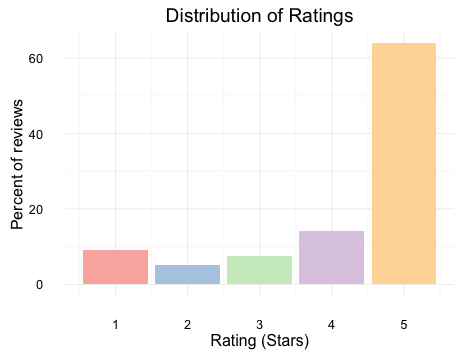 Distribution of Ratings
60
40
20
0
Percent of reviews
1 2 3 4 5
Rating (Stars)